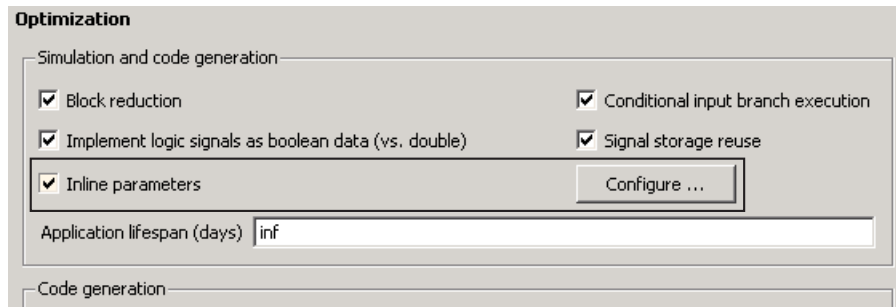 Optimization
Simulation and code generation
Block reduction
Conditional input branch execution
Implement logic signals as boolean data (vs. double)
Signal storage reuse
Inline parameters
Configure ...
Application lifespan (days) inf
Code generation